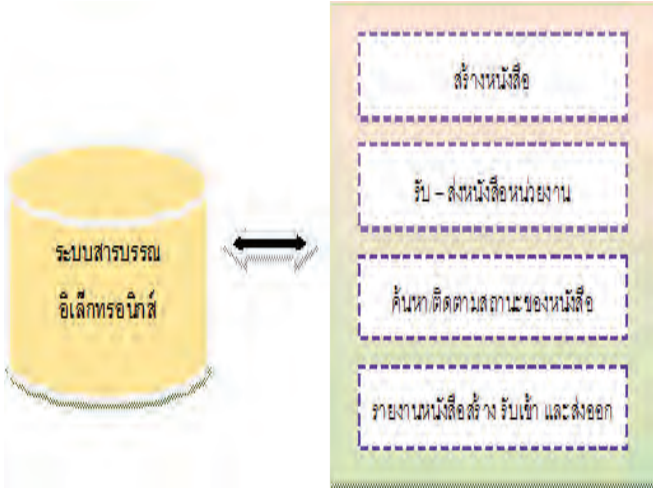 ระบบสารบรรณ
อิเล็กทรอนิกส์
สร้างหนังสือ
รับ – ส่งหนังสือหน่วยงาน
ค้นหา/ติดตามสถานะของหนังสือ
รายงานหนังสือสร้าง รับเข้า และส่งออก